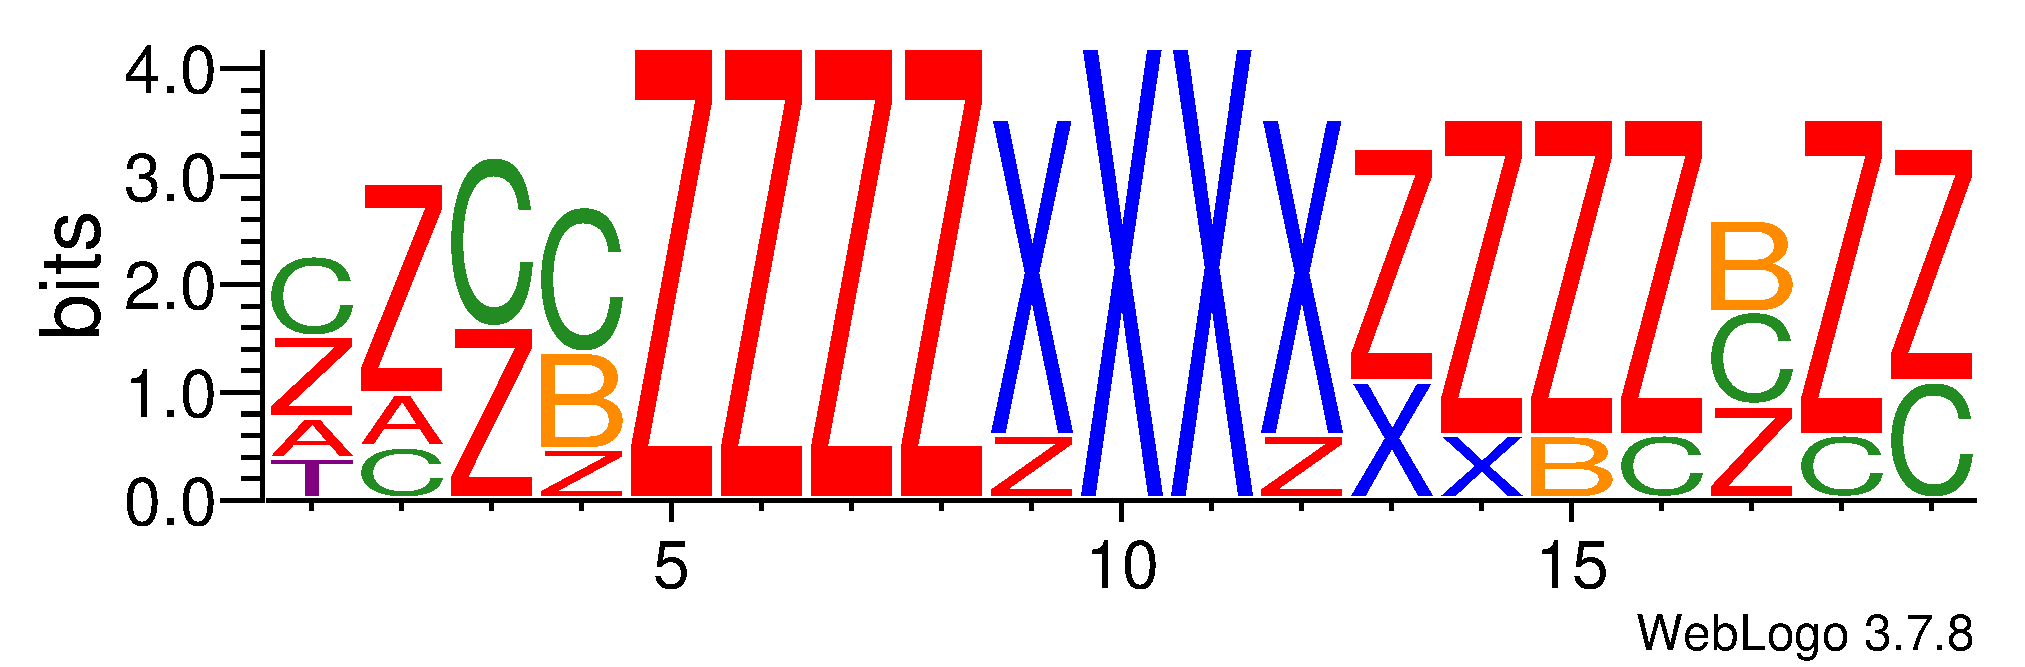 bits
4.0
3.0
2.0
1.0
0.0
C Z A T
Z A C
C Z
C B Z
Z
Z
Z
Z
X Z
X
X
X Z
Z X
Z X
Z B
Z C
B C Z
Z C
Z C
5 10 15
WebLogo 3.7.8